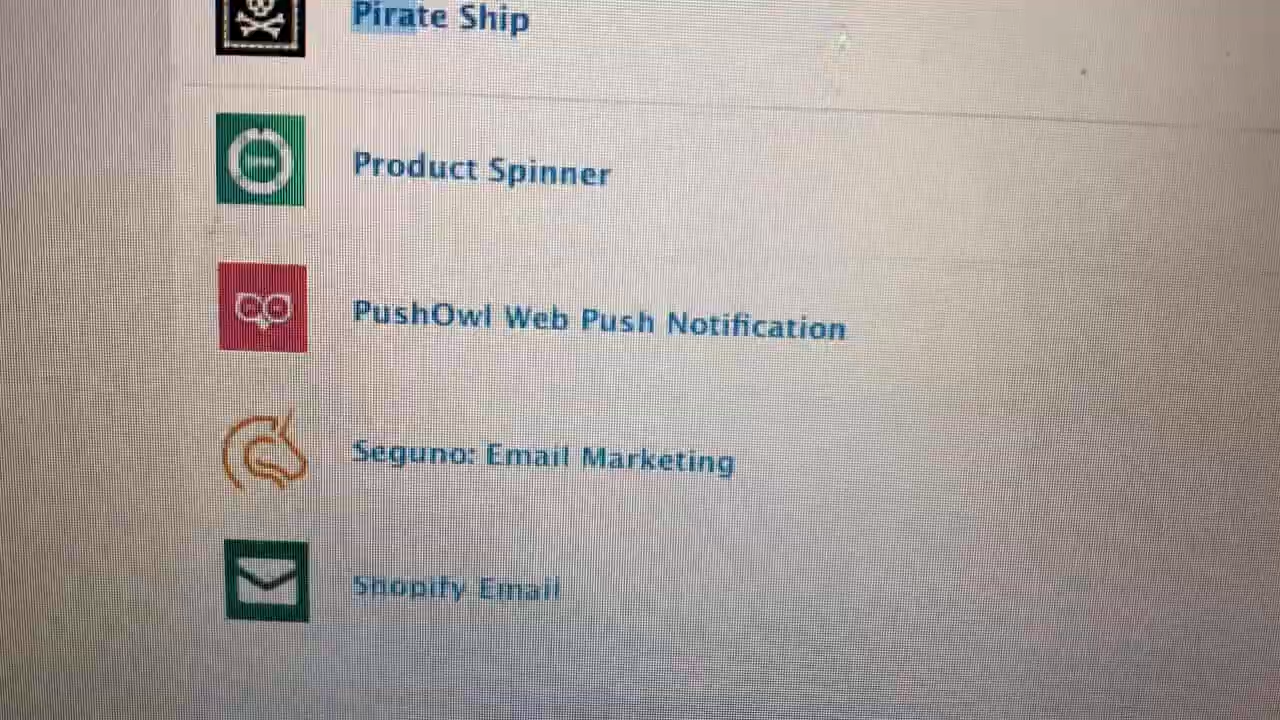 Pirate Ship
Product Spinner
PushOwl Web Push Notification
Seguno: Email Marketing
Shopify Email